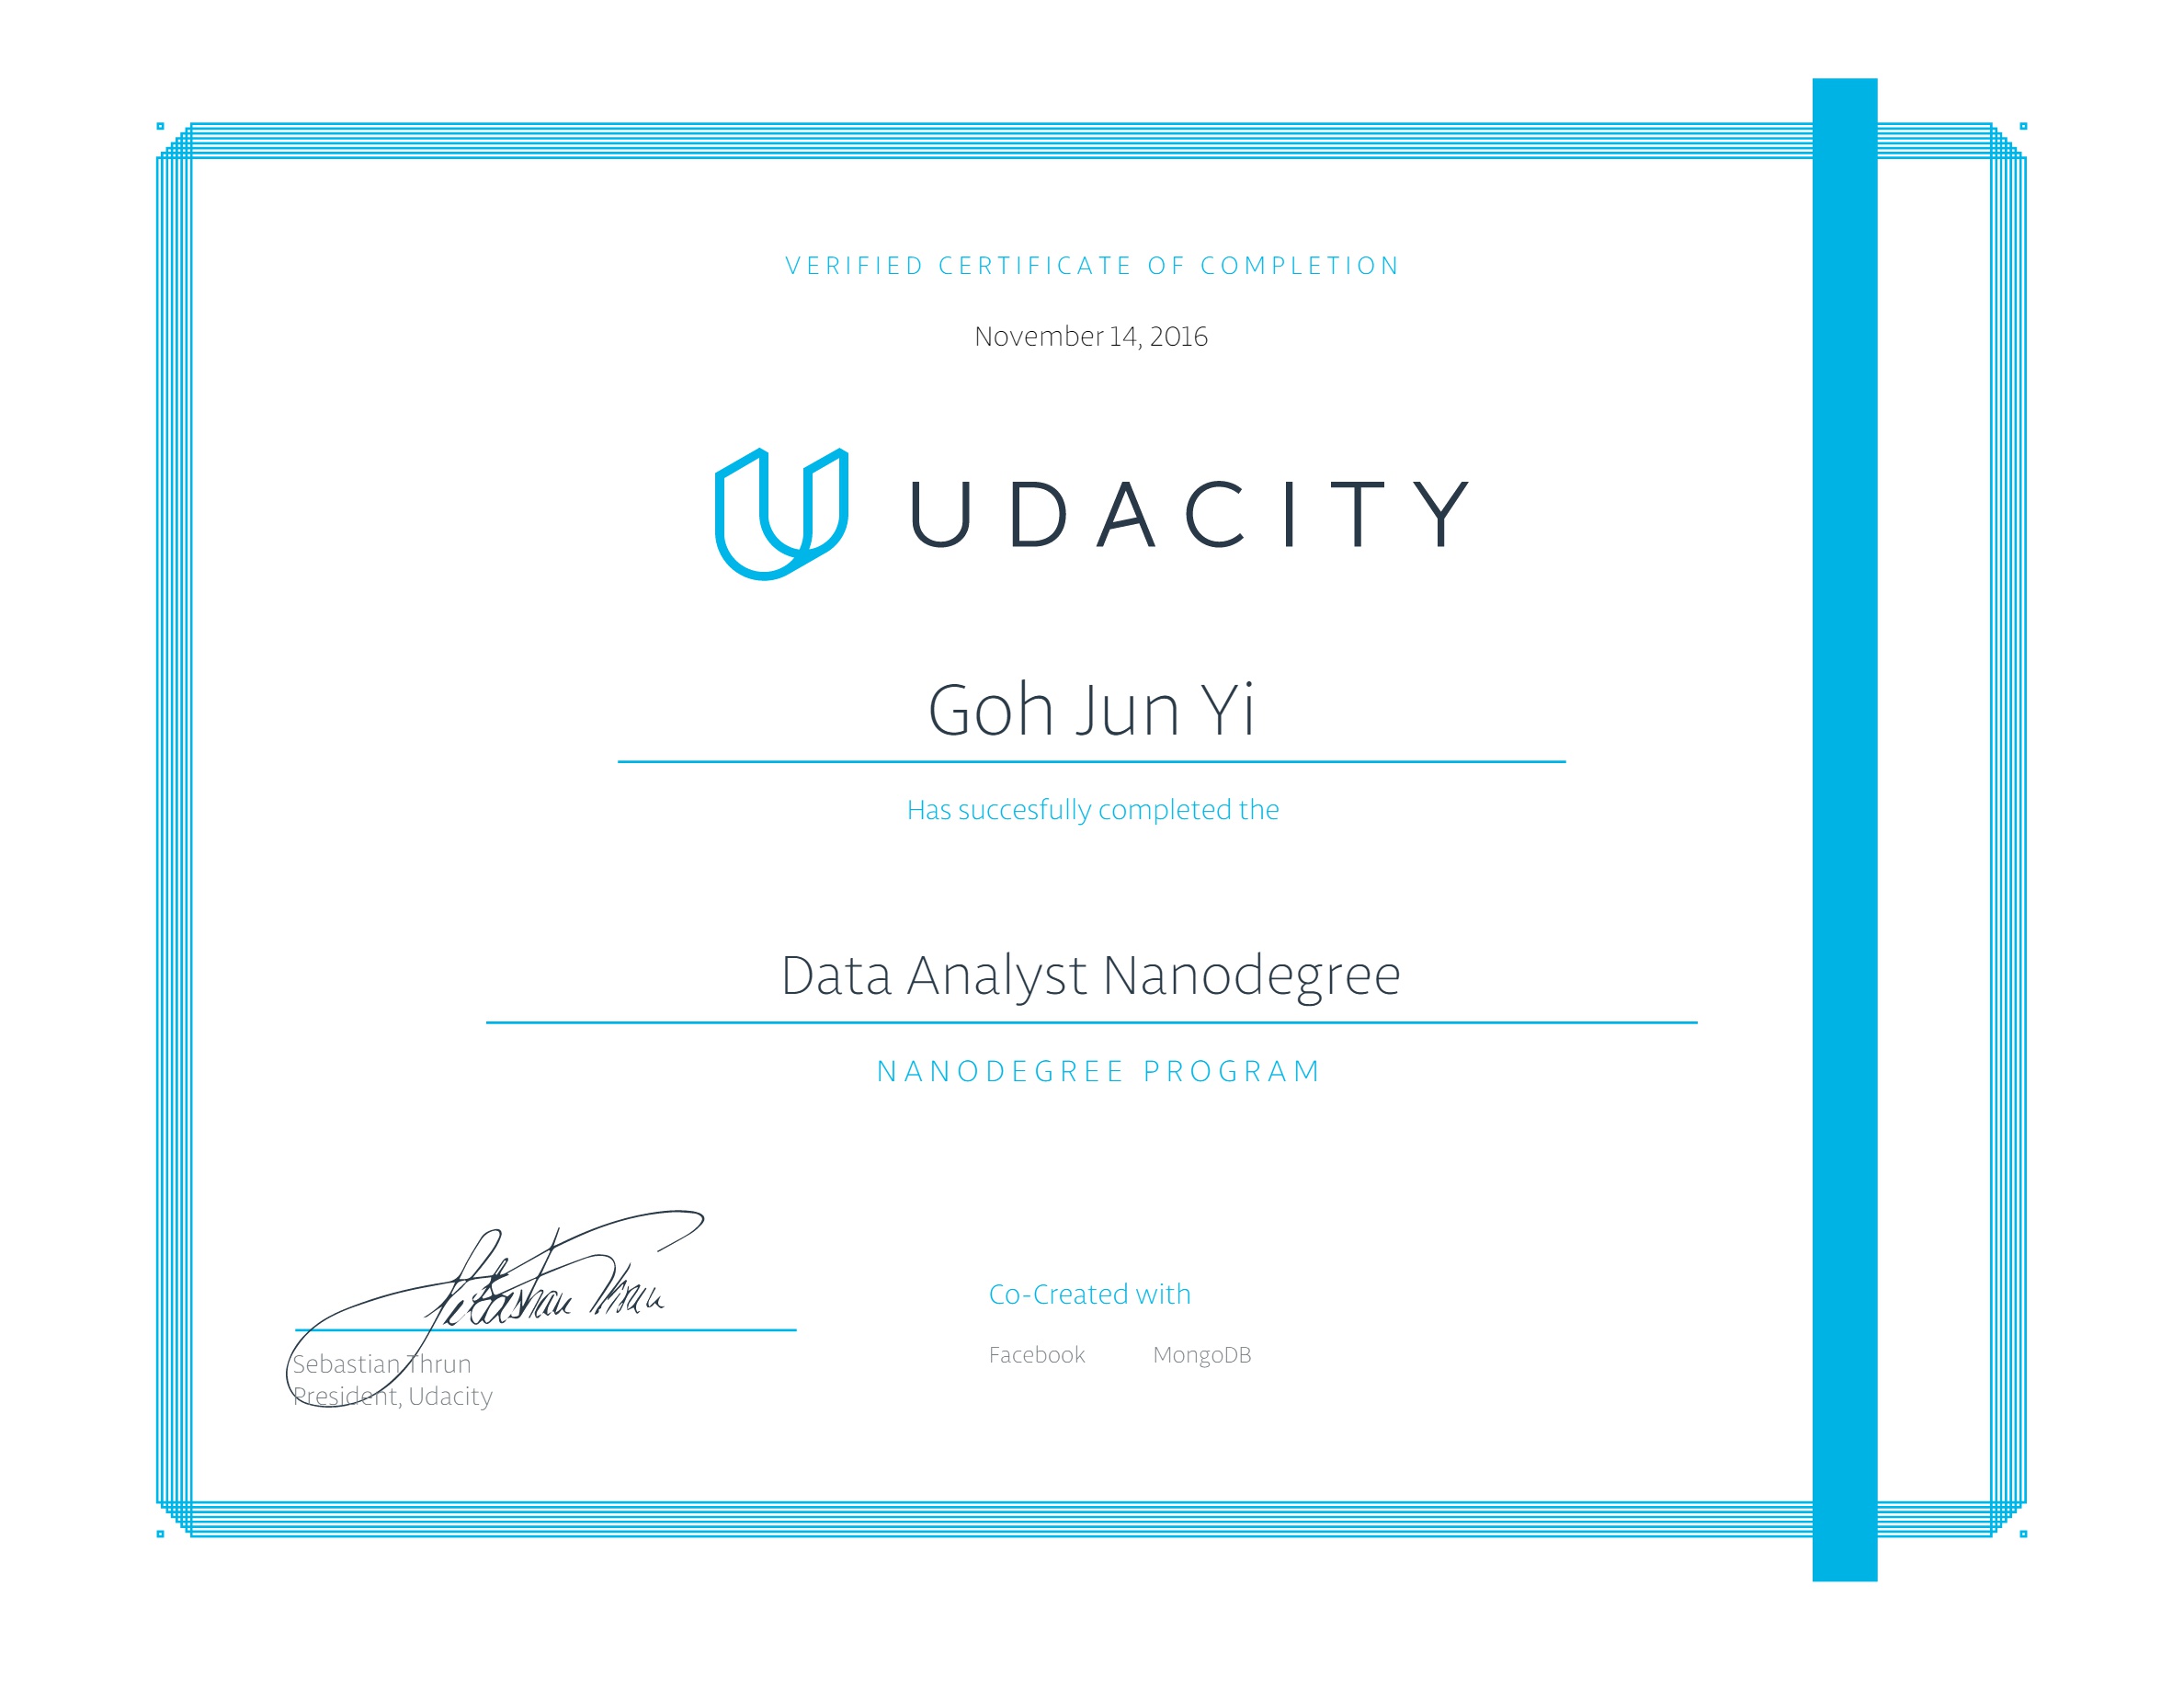 VERIFIED CERTIFICATE OF COMPLETION
November 14, 2016
UDACITY
Goh Jun Yi
Has succesfully completed the
Data Analyst Nanodegree
NANODEGREE PROGRAM
Sebastian Thrun
Sebastian Thrun
President, Udacity
Co-Created with
Facebook MongoDB